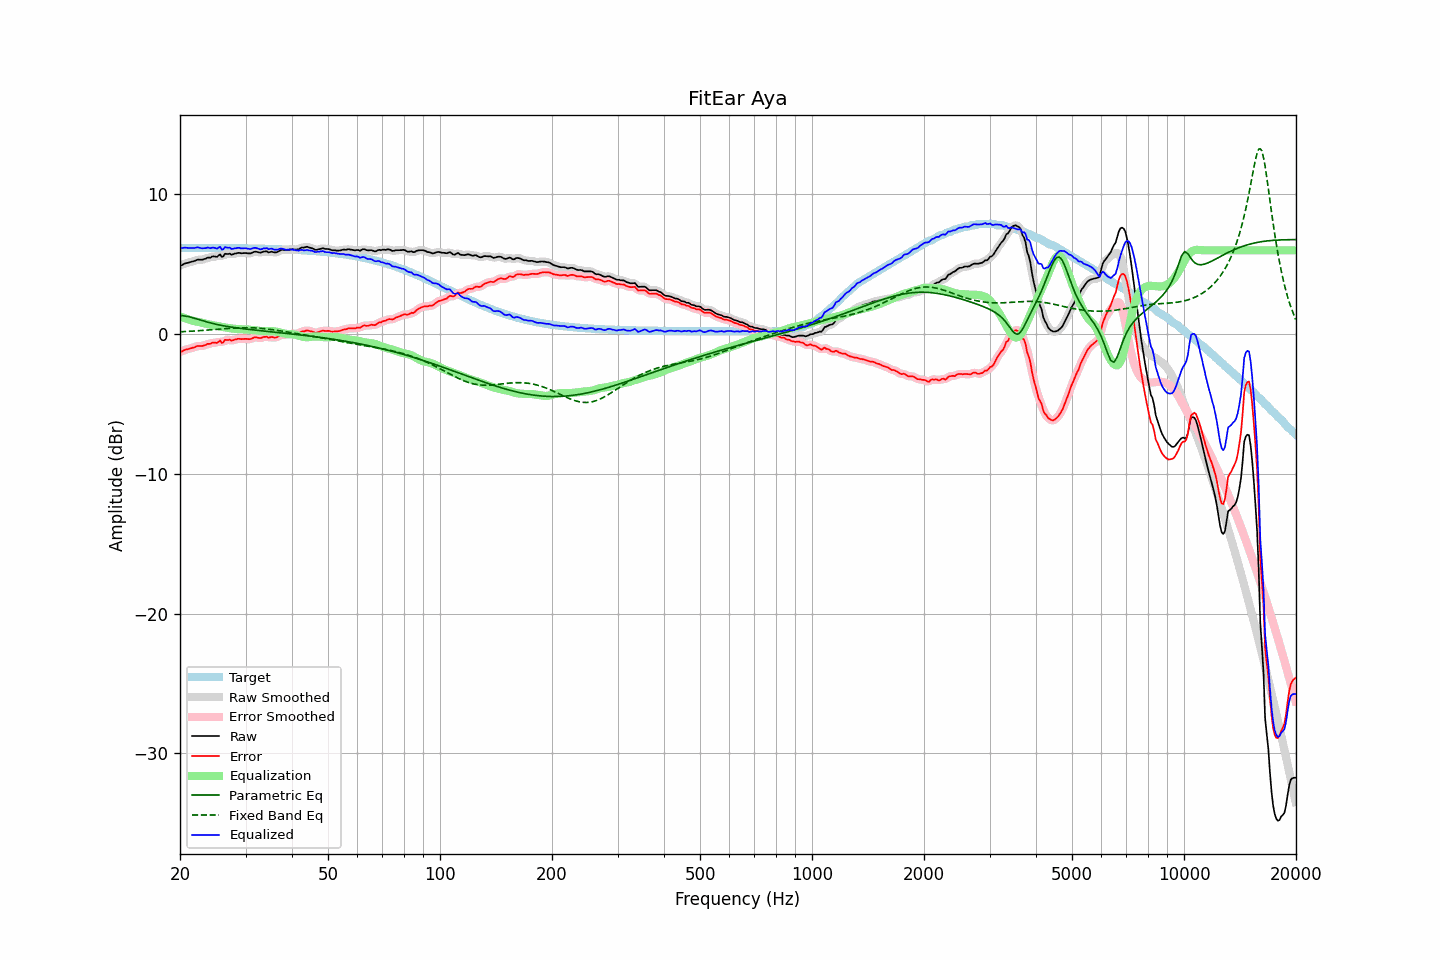 FitEar Aya
Amplitude (dBr)
10
0
−10
−20
−30
Target
Raw Smoothed
Error Smoothed
Raw
Error
Equalization
Parametric Eq
Fixed Band Eq
Equalized
20 50 100 200 500 1000 2000 5000 10000 20000
Frequency (Hz)